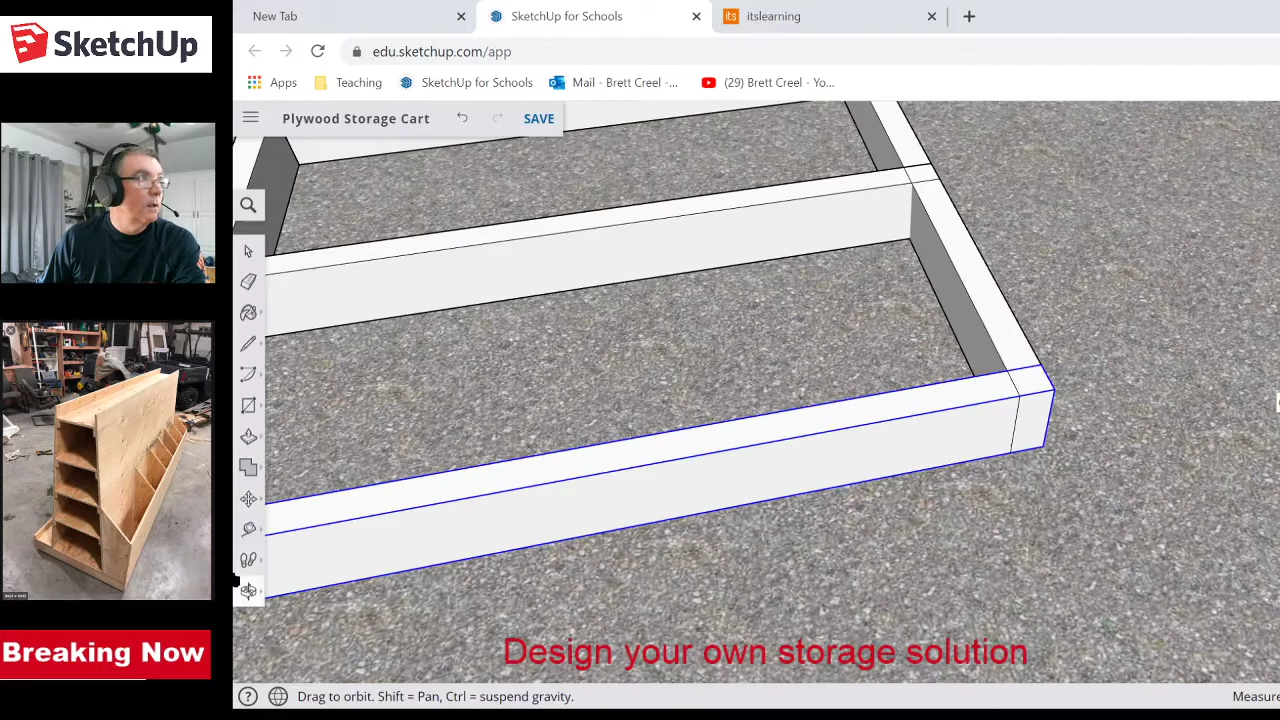 SketchUp
New Tab
SketchUp for Schools
its
itslearning
edu.sketchup.com/app
Apps
Teaching
SketchUp for Schools
Mail - Brett Creel -...
(29) Brett Creel - Yo...
Plywood Storage Cart
SAVE
Breaking Now
Design your own storage solution
Drag to orbit. Shift = Pan, Ctrl = suspend gravity.
Measure